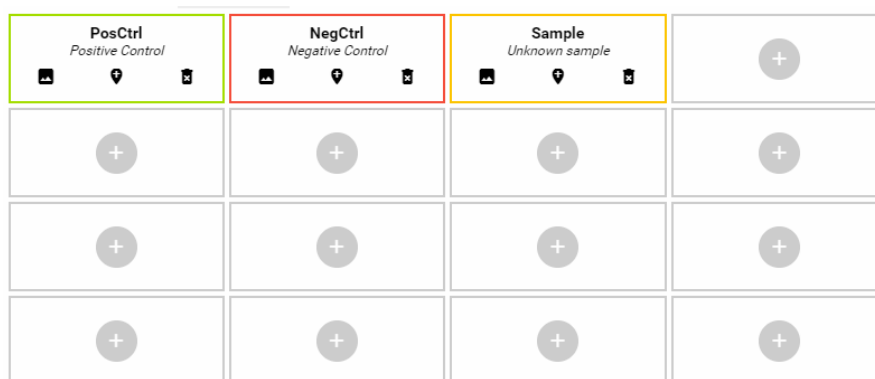 PosCtrl
Positive Control
NegCtrl
Negative Control
Sample
Unknown sample